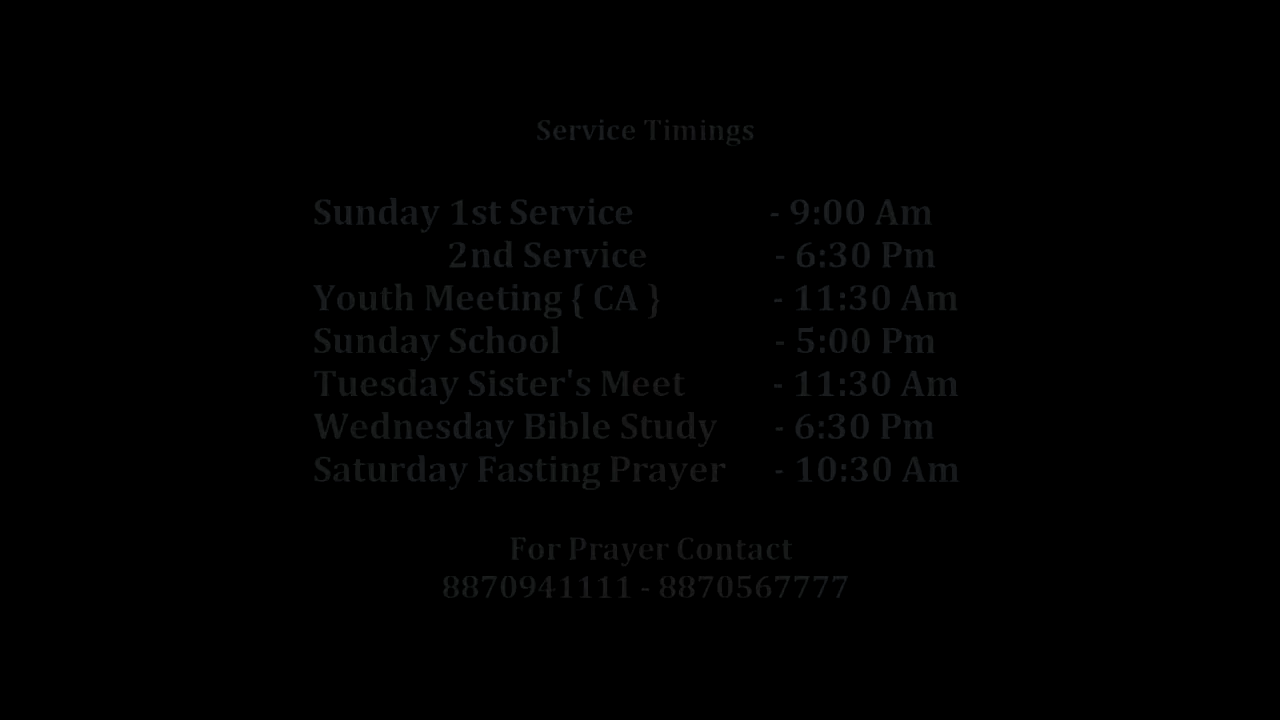 Service Timings
Sunday 1st Service - 9:00 Am
2nd Service - 6:30 Pm
Youth Meeting { CA } - 11:30 Am
Sunday School - 5:00 Pm
Tuesday Sister's Meet - 11:30 Am
Wednesday Bible Study - 6:30 Pm
Saturday Fasting Prayer - 10:30 Am
For Prayer Contact
8870941111 - 8870567777